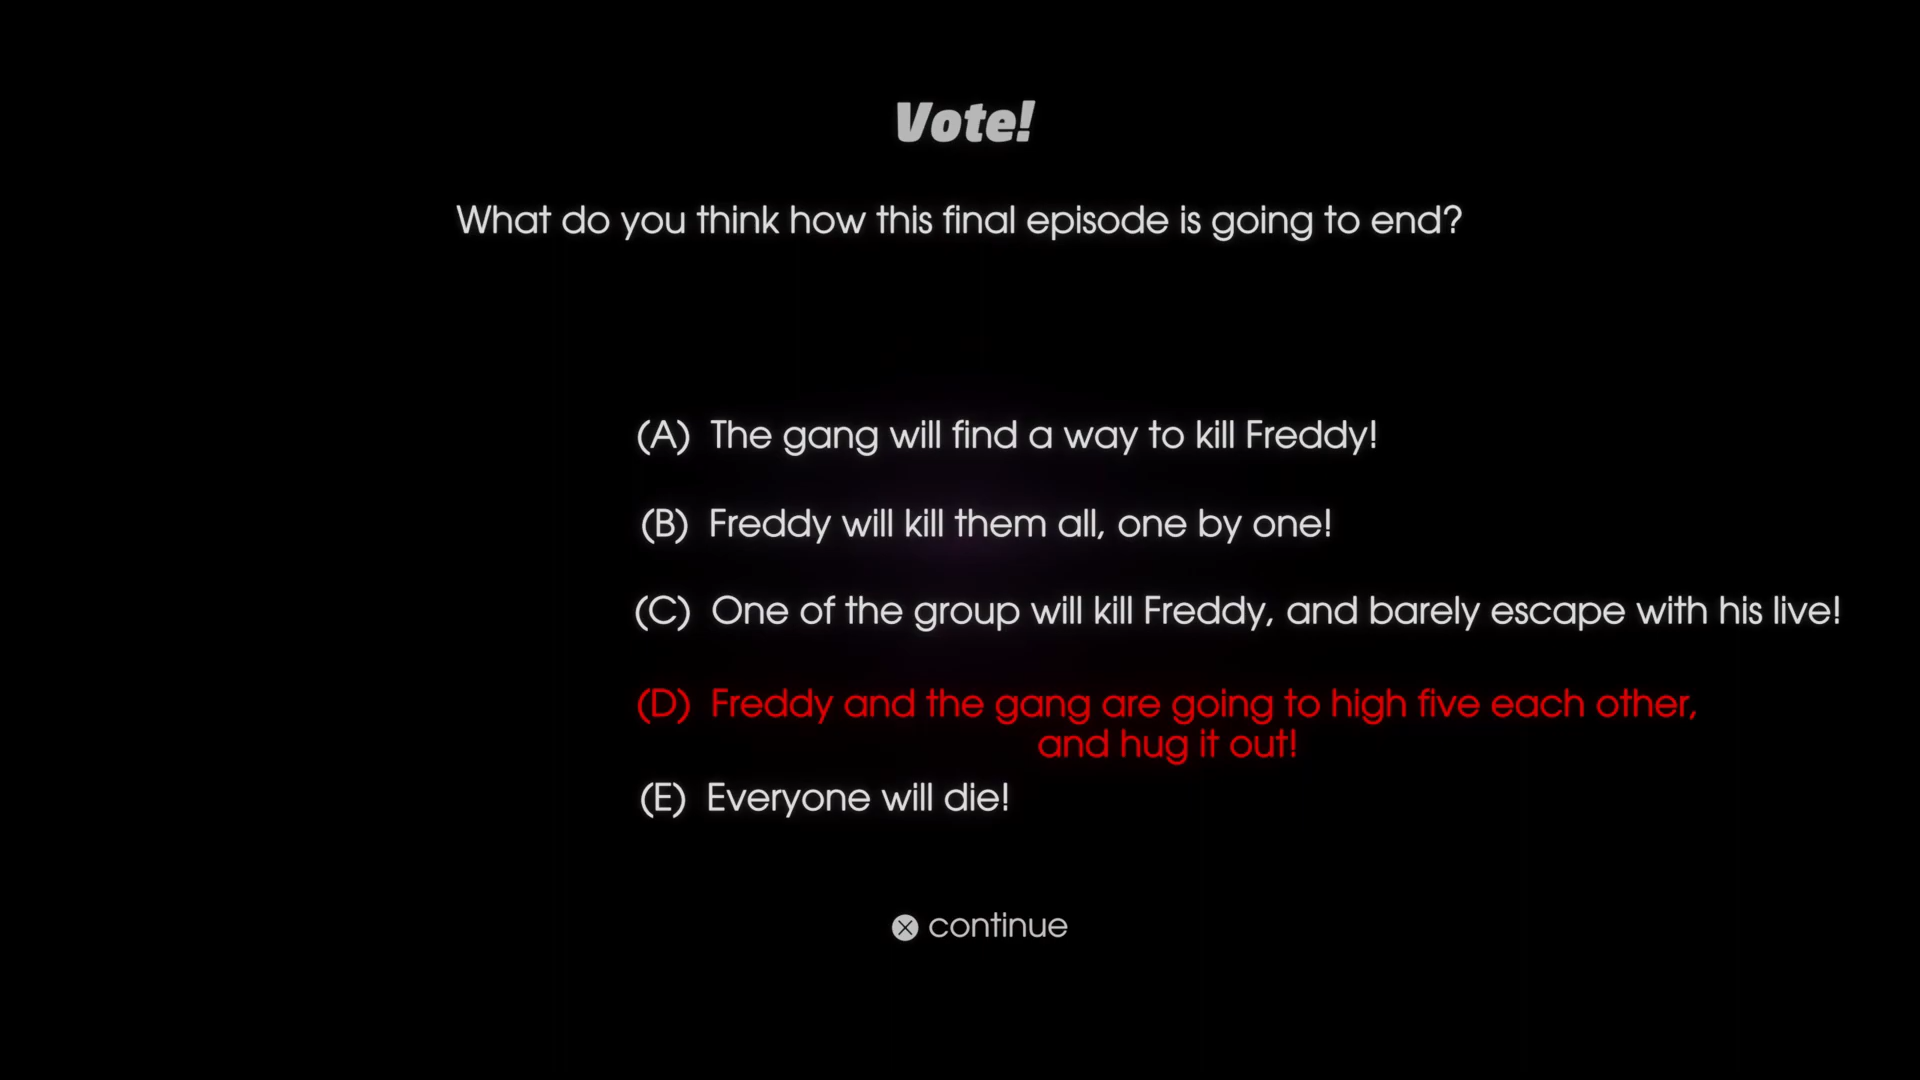 Vote!
What do you think how this final episode is going to end?
(A) The gang will find a way to kill Freddy!
(B) Freddy will kill them all, one by one!
(C) One of the group will kill Freddy, and barely escape with his live!
(D) Freddy and the gang are going to high five each other,
and hug it out!
(E) Everyone will die!
continue